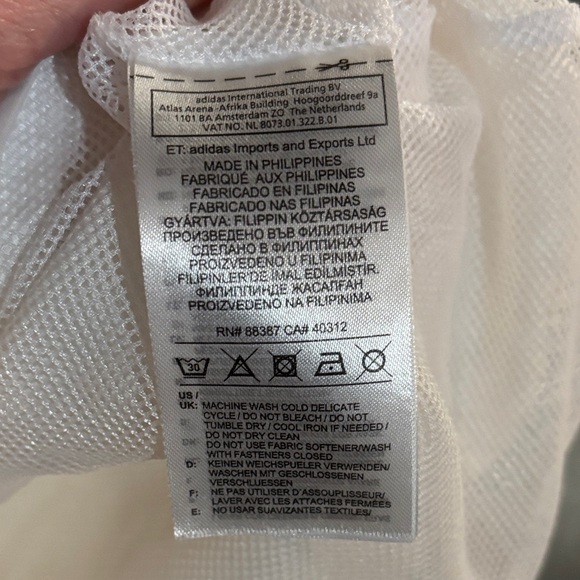 adidas International Trading BV
Atlas Arena -Afrika Building Hoogoorddreef 9a
1101 BA Amsterdam ZO The Netherlands
VAT NO. NL 8073.01.322.B.01
ET: adidas Imports and Exports Ltd
MADE IN PHILIPPINES
FABRIQUÉ AUX PHILIPPINES
FABRICADO EN FILIPINAS
FABRICADO NAS FILIPINAS
GYÁRTVA: FILIPPIN KÖZTÁRSASÁG
ПРОИЗВЕДЕНО ВЪВ ФИЛИПИНИТЕ
СДЕЛАНО В ФИЛИППИНАХ
PROIZVEDENO U FILIPINIMA
FILIPINLER'DE IMAL EDILMIŞTIR.
ФИЛИППИНДЕ ЖАСАЛҒАН
PROIZVEDENO NA FILIPINIMA
RN# 88387 CA# 40312
30
US /
UK: MACHINE WASH COLD DELICATE
CYCLE / DO NOT BLEACH / DO NOT
TUMBLE DRY / COOL IRON IF NEEDED /
DO NOT DRY CLEAN
DO NOT USE FABRIC SOFTENER/WASH
WITH FASTENERS CLOSED
D: KEINEN WEICHSPUELER VERWENDEN/
WASCHEN MIT GESCHLOSSENEN
VERSCHLUESSEN
F: NE PAS UTILISER D'ASSOUPLISSEUR/
LAVER AVEC LES ATTACHES FERMÉES
E: NO USAR SUAVIZANTES TEXTILES/